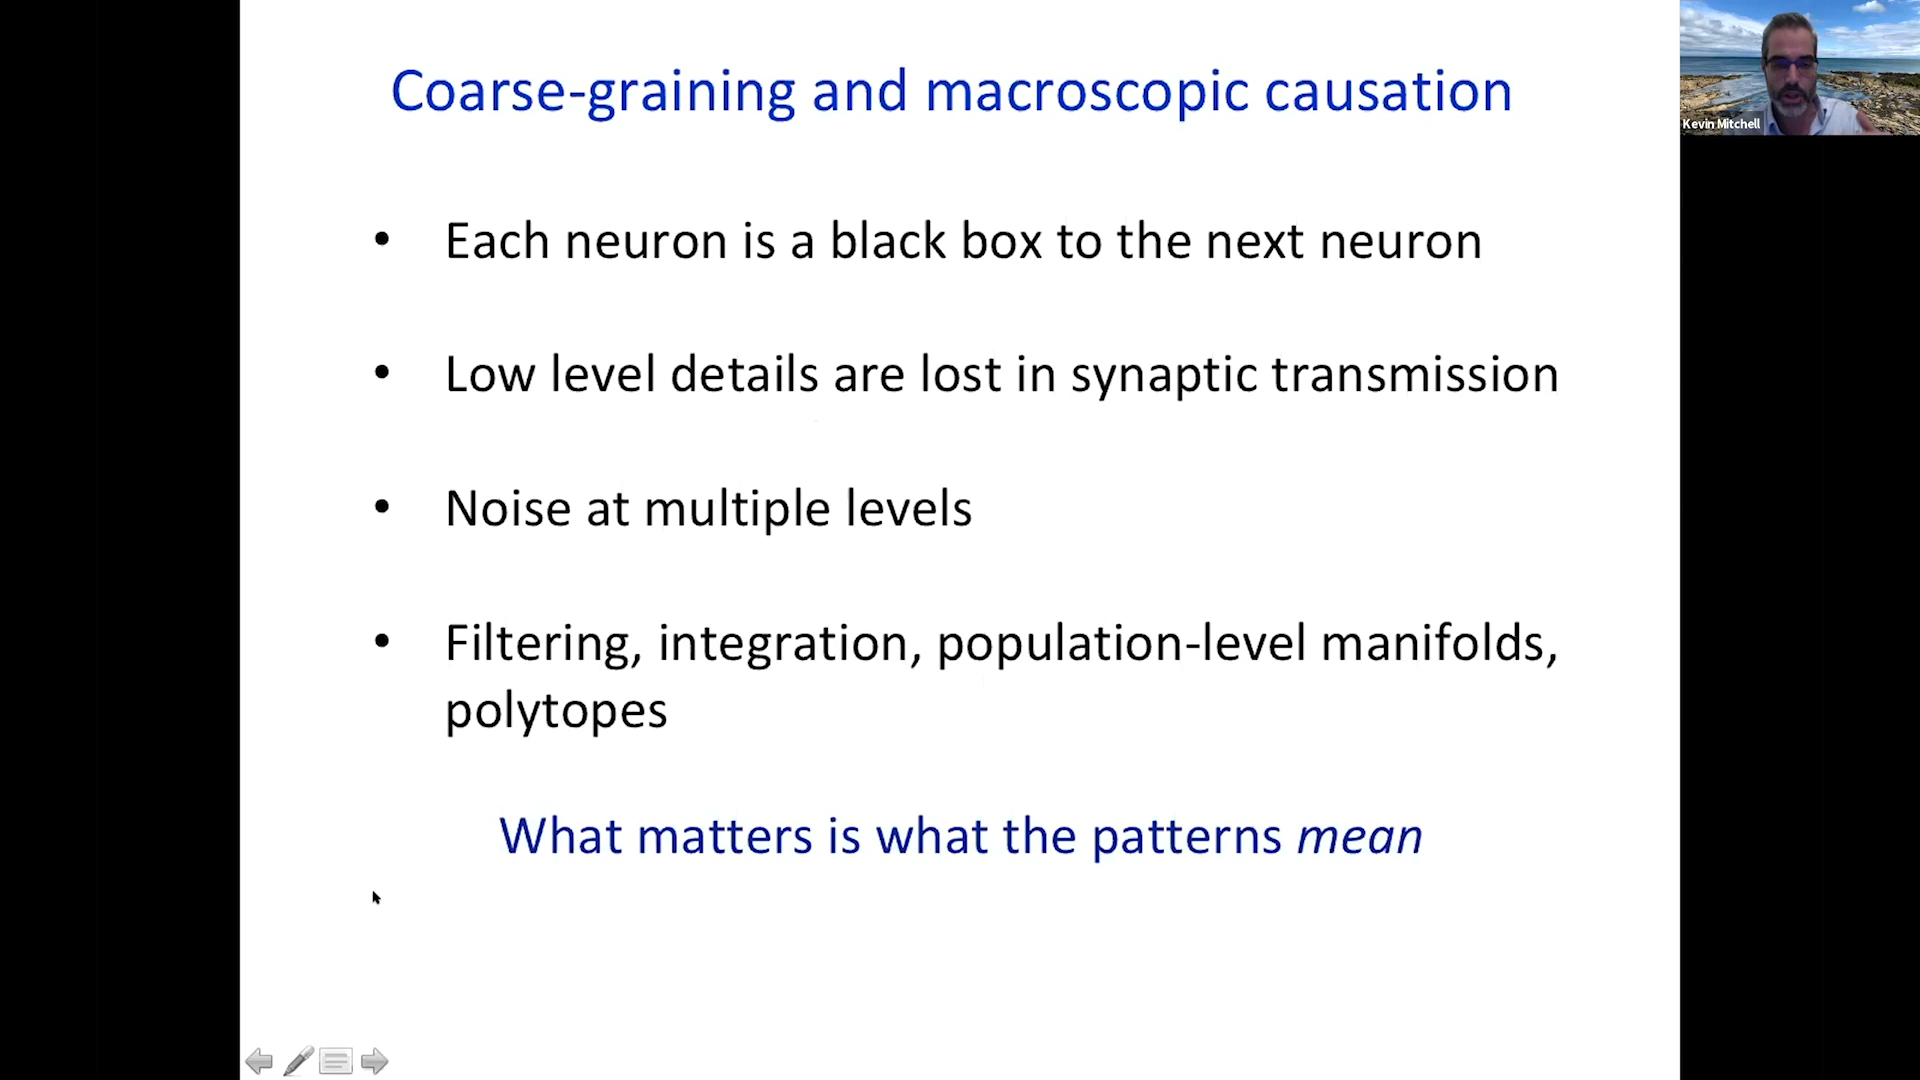 Coarse-graining and macroscopic causation
Kevin Mitchell
• Each neuron is a black box to the next neuron
• Low level details are lost in synaptic transmission
• Noise at multiple levels
• Filtering, integration, population-level manifolds,
polytopes
What matters is what the patterns mean